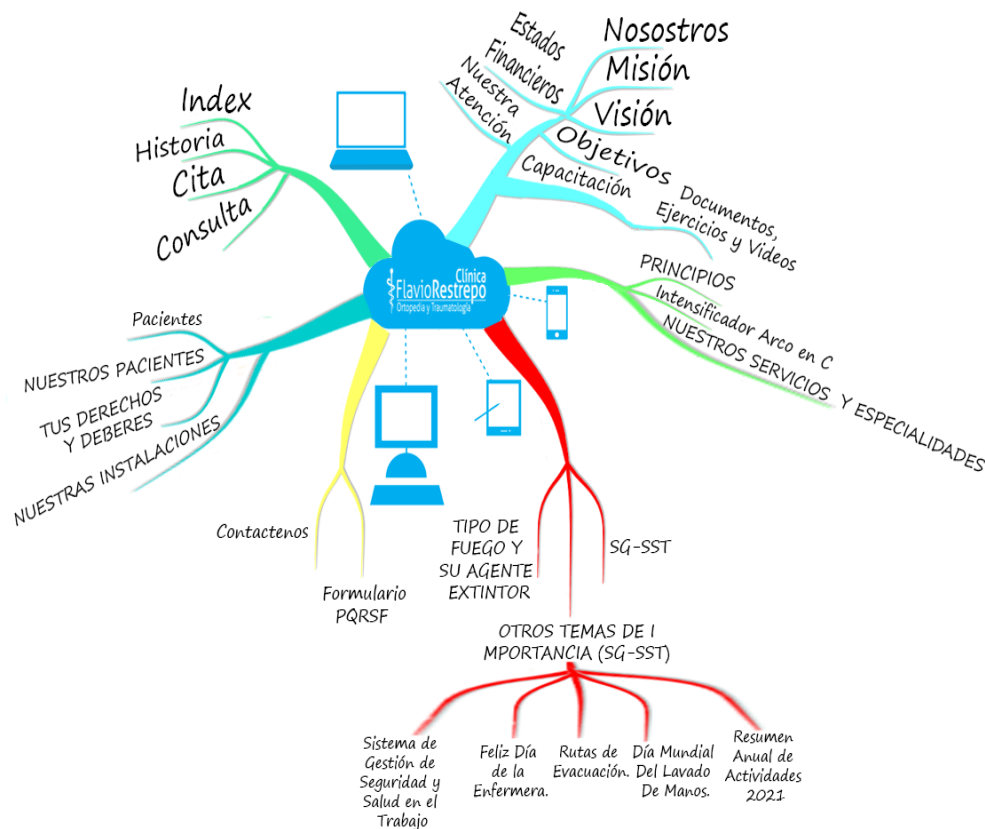 Index
Historia
Cita
Consulta
Estados
Financieros
Nuestra
Atención
Nosostros
Misión
Visión
Objetivos
Capacitación
Documentos,
Ejercicios y Videos
Clínica
FlavioRestrepo
Ortopedia y Traumatología
PRINCIPIOS
Intensificador Arco en C
NUESTROS SERVICIOS Y ESPECIALIDADES
Pacientes
NUESTROS PACIENTES
TUS DERECHOS
Y DEBERES
NUESTRAS INSTALACIONES
Contactenos
Formulario
PQRSF
TIPO DE
FUEGO Y
SU AGENTE
EXTINTOR
SG-SST
OTROS TEMAS DE I
MPORTANCIA (SG-SST)
Sistema de
Gestión de
Seguridad y
Salud en el
Trabajo
Feliz Día
de la
Enfermera.
Rutas de
Evacuación.
Día Mundial
Del Lavado
De Manos.
Resumen
Anual de
Actividades
2021